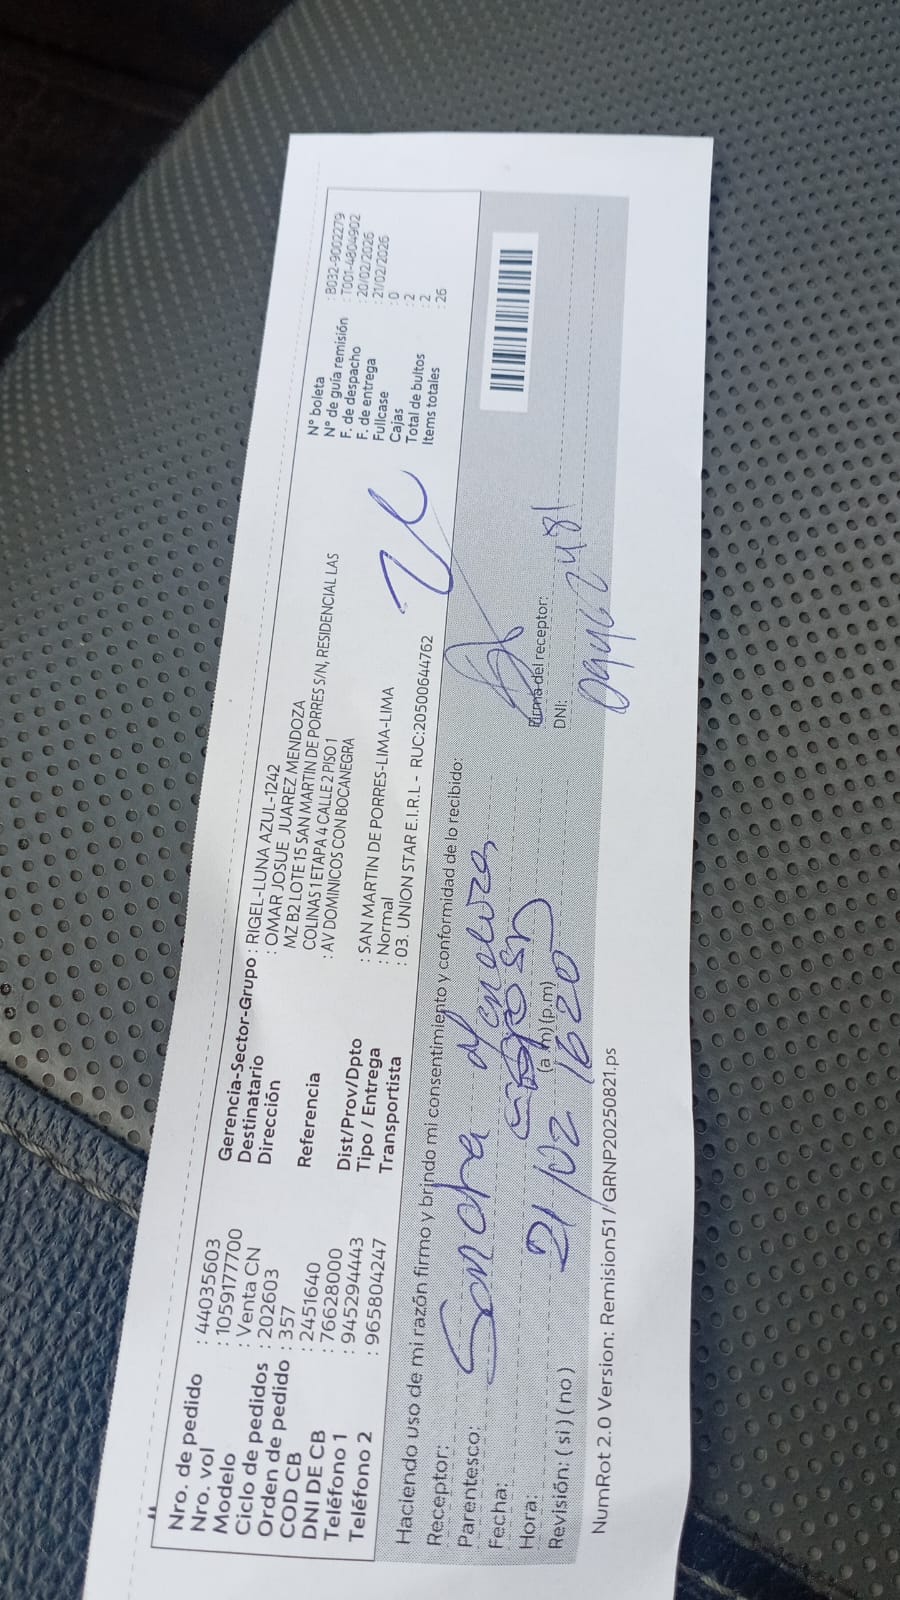 Nro. de pedido : 44035603
Nro. vol : 1059177700
Modelo : Venta CN
Ciclo de pedidos : 202603
Orden de pedido : 357
COD CB : 2451640
DNI DE CB : 76628000
Teléfono 1 : 945294443
Teléfono 2 : 965804247
Gerencia-Sector-Grupo : RIGEL-LUNA AZUL-1242
Destinatario : OMAR JOSUE JUAREZ MENDOZA
Dirección MZ B2 LOTE 15 SAN MARTIN DE PORRES S/N, RESIDENCIAL LAS
COLINAS 1 ETAPA 4 CALLE 2 PISO 1
Referencia : AV DOMINICOS CON BOCANEGRA
Dist/Prov/Dpto : SAN MARTIN DE PORRES-LIMA-LIMA
Tipo / Entrega : Normal
Transportista : 03. UNION STAR E.I.R.L - RUC:20500644762
N° boleta : B032-9002279
N° de guía remisión : T001-4804902
F. de despacho : 20/02/2026
F. de entrega : 21/02/2026
Fullcase : 0
Cajas : 2
Total de bultos : 2
Items totales : 26
Haciendo uso de mi razón firmo y brindo mi consentimiento y conformidad de lo recibido:
Receptor: Sandra
Parentesco:
Fecha: 21/02
Hora: 1620 (a.m) (p.m)
Revisión: ( si ) ( no )
Firma del receptor:
DNI:
NumRot 2.0 Version: Remision51 / GRNP20250821.ps